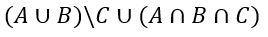 (A ∪ B)\C ∪ (A ∩ B ∩ C)